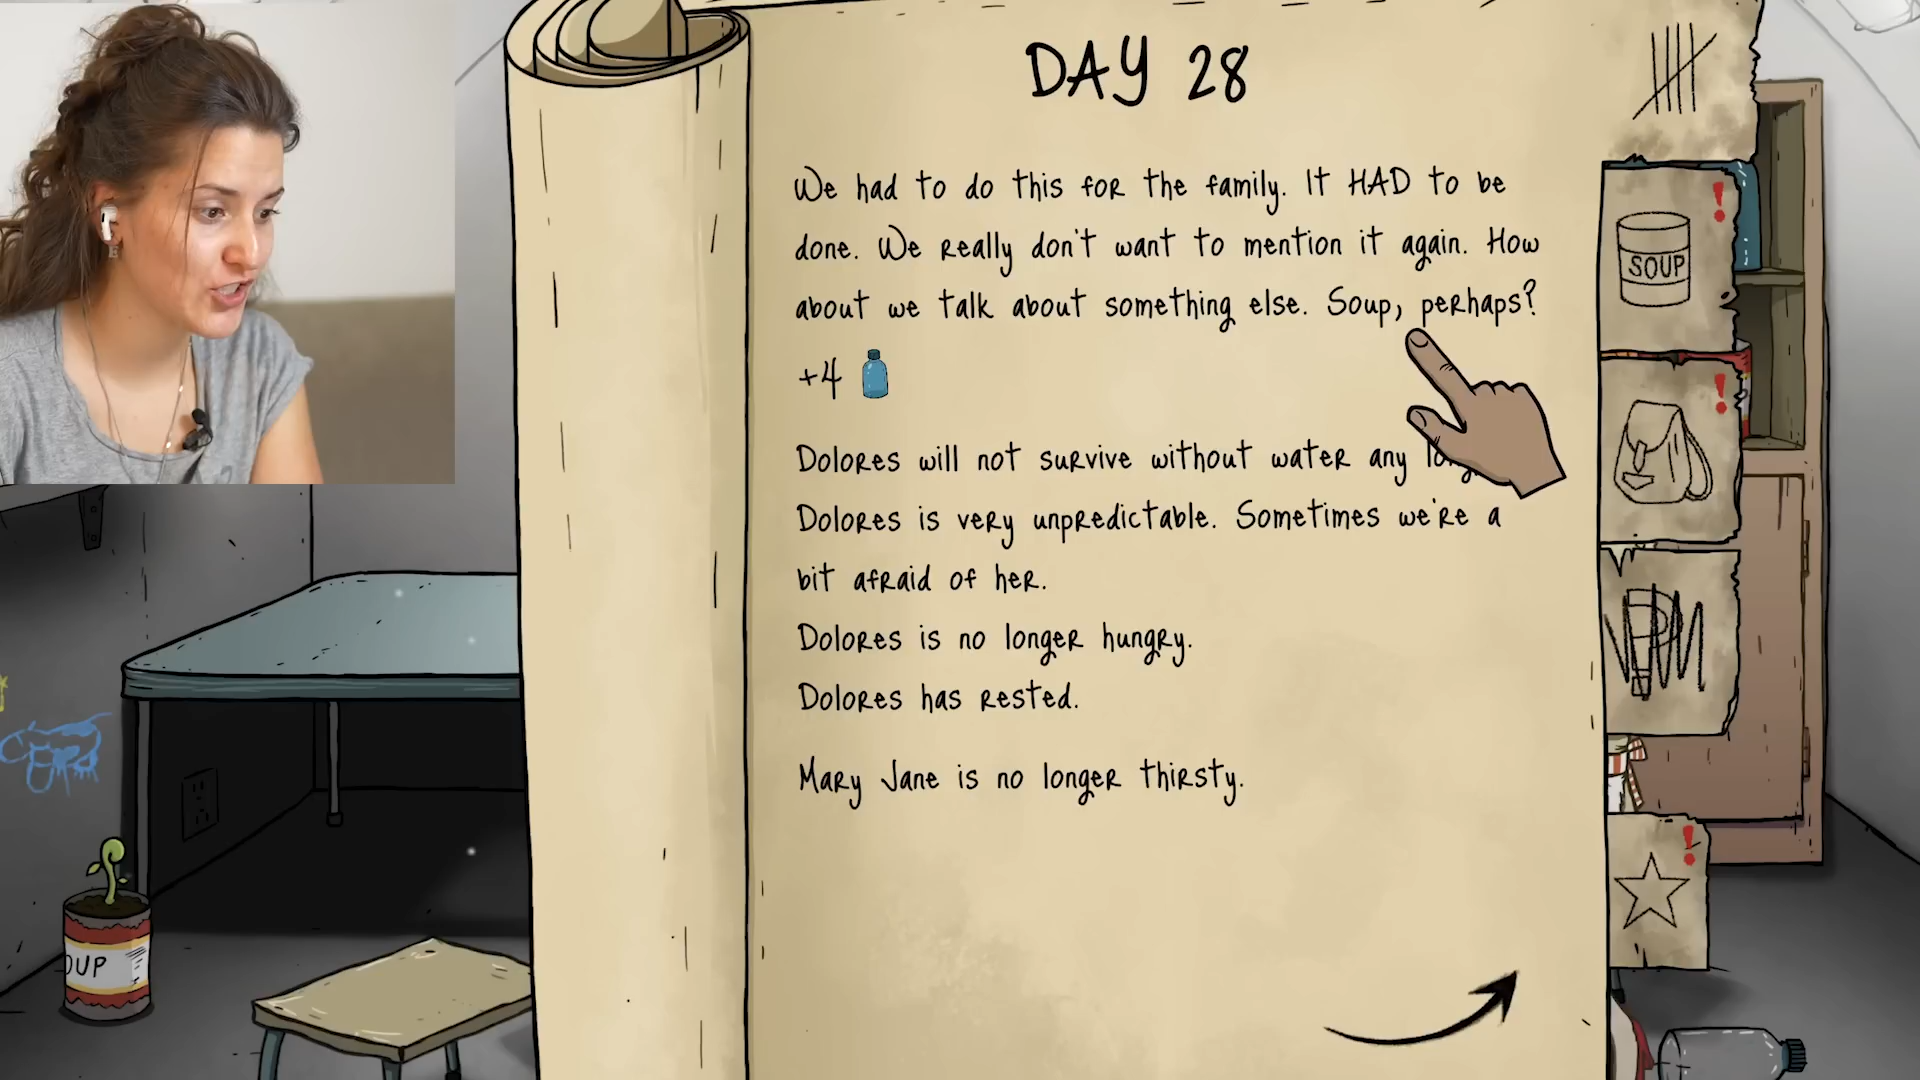 DAY 28
We had to do this for the family. It HAD to be
done. We really don't want to mention it again. How
about we talk about something else. Soup, perhaps?
+4
Dolores will not survive without water any
Dolores is very unpredictable. Sometimes we're a
bit afraid of her.
Dolores is no longer hungry.
Dolores has rested.
Mary Jane is no longer thirsty.
!
SOUP
!
!
OUP